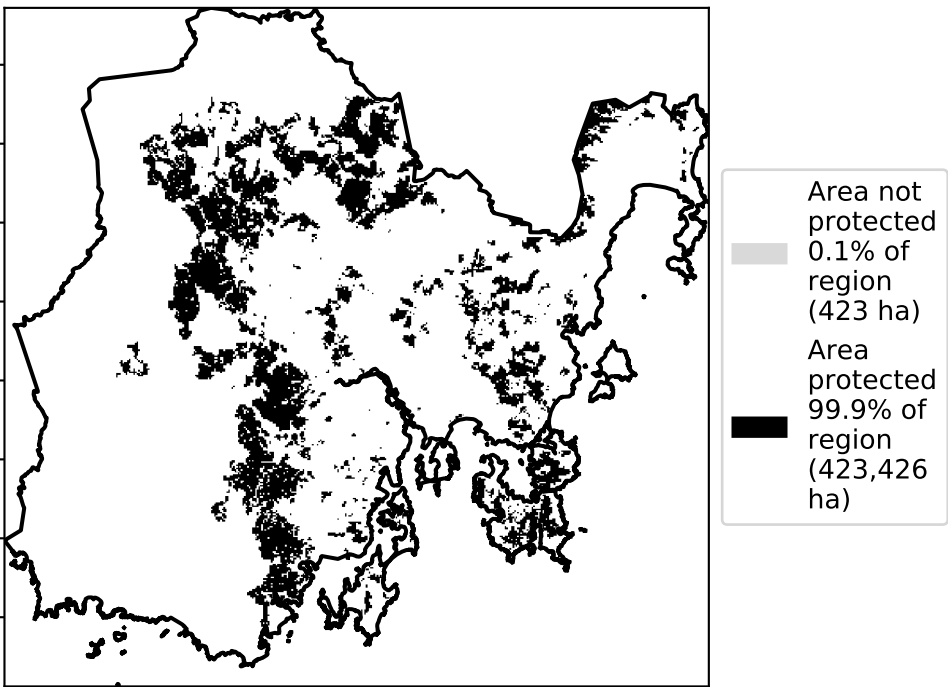 Area not
protected
0.1% of
region
(423 ha)
Area
protected
99.9% of
region
(423,426
ha)